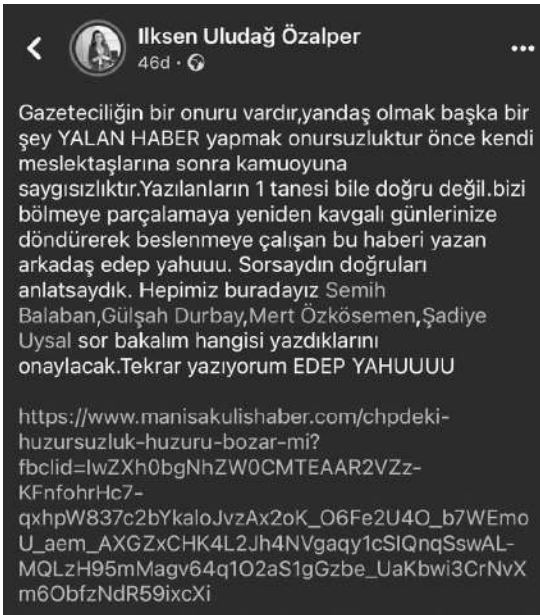 Ilksen Uludağ Özalper
46d
Gazeteciliğin bir onuru vardır,yandaş olmak başka bir
şey YALAN HABER yapmak onursuzluktur önce kendi
meslektaşlarına sonra kamuoyuna
saygısızlıktır.Yazılanların 1 tanesi bile doğru değil.bizi
bölmeye parçalamaya yeniden kavgalı günlerinize
döndürerek beslenmeye çalışan bu haberi yazan
arkadaş edep yahuuu. Sorsaydın doğruları
anlatsaydık. Hepimiz buradayız Semih
Balaban,Gülşah Durbay,Mert Özkösemen,Şadiye
Uysal sor bakalım hangisi yazdıklarını
onaylacak.Tekrar yazıyorum EDEP YAHUUUU
https://www.manisakulishaber.com/chpdeki-
huzursuzluk-huzuru-bozar-mi?
fbclid=IwZXh0bgNhZW0CMTEAAR2VZz-
KFnfohrHc7-
qxhpW837c2bYkaloJvzAx2oK_O6Fe2U4O_b7WEmo
U_aem_AXGZxCHK4L2Jh4NVgaqy1cSlQnqSswAL-
MQLzH95mMagv64q1O2aS1gGzbe_UaKbwi3CrNvX
m6ObfzNdR59ixcXi